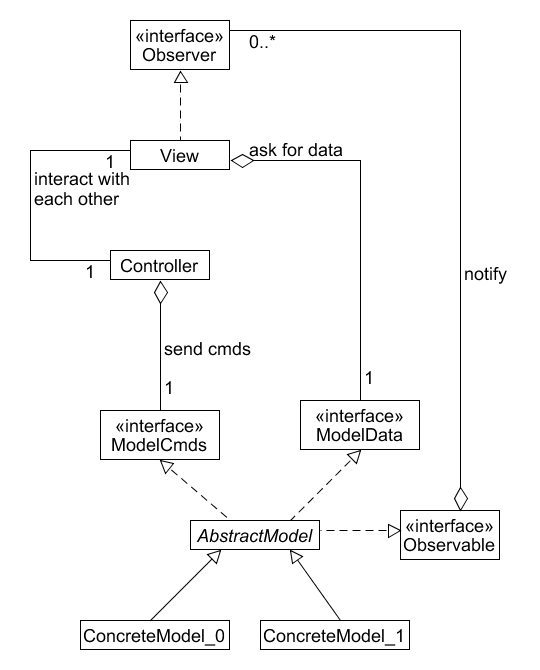 «interface»
Observer
0..*
View
1
ask for data
interact with
each other
Controller
1
notify
send cmds
1
1
«interface»
ModelCmds
«interface»
ModelData
AbstractModel
«interface»
Observable
ConcreteModel_0
ConcreteModel_1